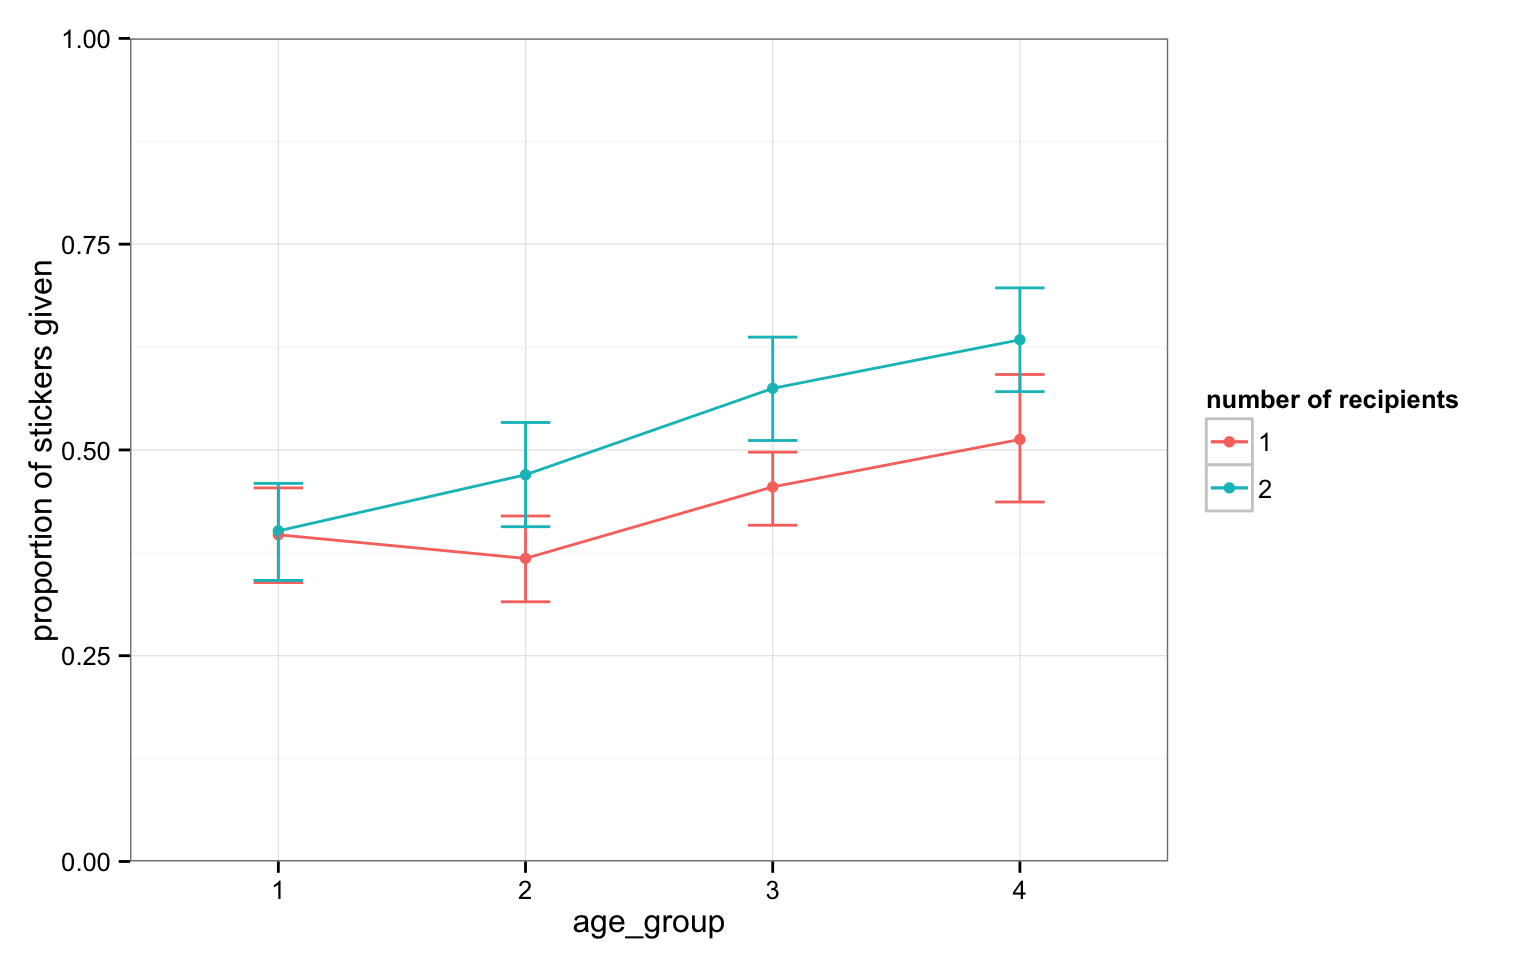 1.00
0.75
0.50
0.25
0.00
proportion of stickers given
1 2 3 4
age_group
number of recipients
1
2